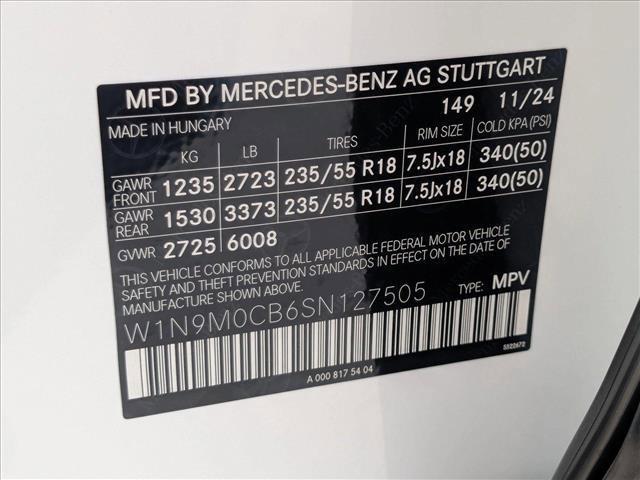 MFD BY MERCEDES-BENZ AG STUTTGART
149 11/24
MADE IN HUNGARY
KG LB TIRES RIM SIZE COLD KPA(PSI)
GAWR FRONT 1235 2723 235/55 R18 7.5Jx18 340(50)
GAWR REAR 1530 3373 235/55 R18 7.5Jx18 340(50)
GVWR 2725 6008
THIS VEHICLE CONFORMS TO ALL APPLICABLE FEDERAL MOTOR VEHICLE
SAFETY AND THEFT PREVENTION STANDARDS IN EFFECT ON THE DATE OF
MANUFACTURE SHOWN ABOVE.
W1N9M0CB6SN127505 TYPE: MPV
A 000 817 54 04